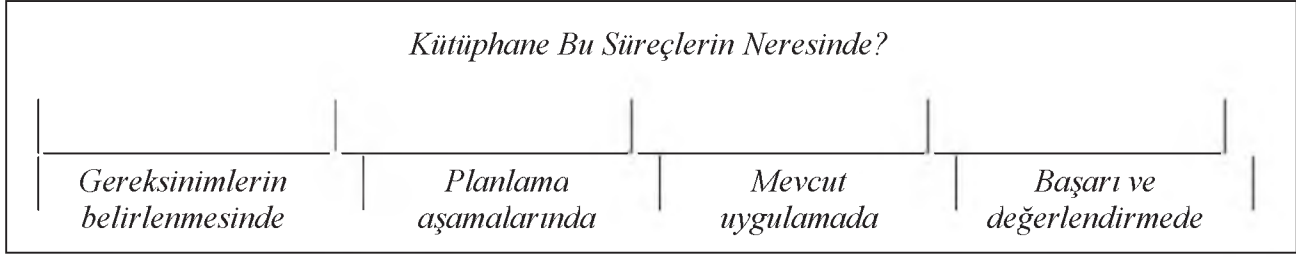 Kütüphane Bu Süreçlerin Neresinde?
Gereksinimlerin belirlenmesinde
Planlama aşamalarında
Mevcut uygulamada
Başarı ve değerlendirmede